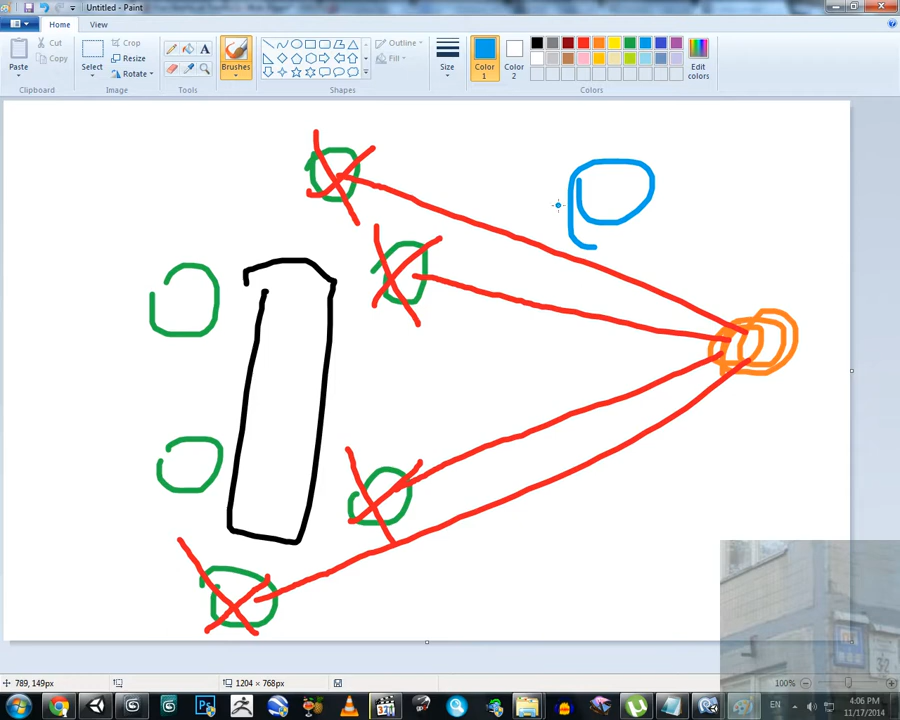 Untitled - Paint
Home
View
Paste
Cut
Copy
Clipboard
Select
Crop
Resize
Rotate
Image
A
Tools
Brushes
Outline
Fill
Shapes
Size
Color 1
Color 2
Edit colors
Colors
789, 149px
1204 × 768px
100%
EN
4:06 PM
11/17/2014
32